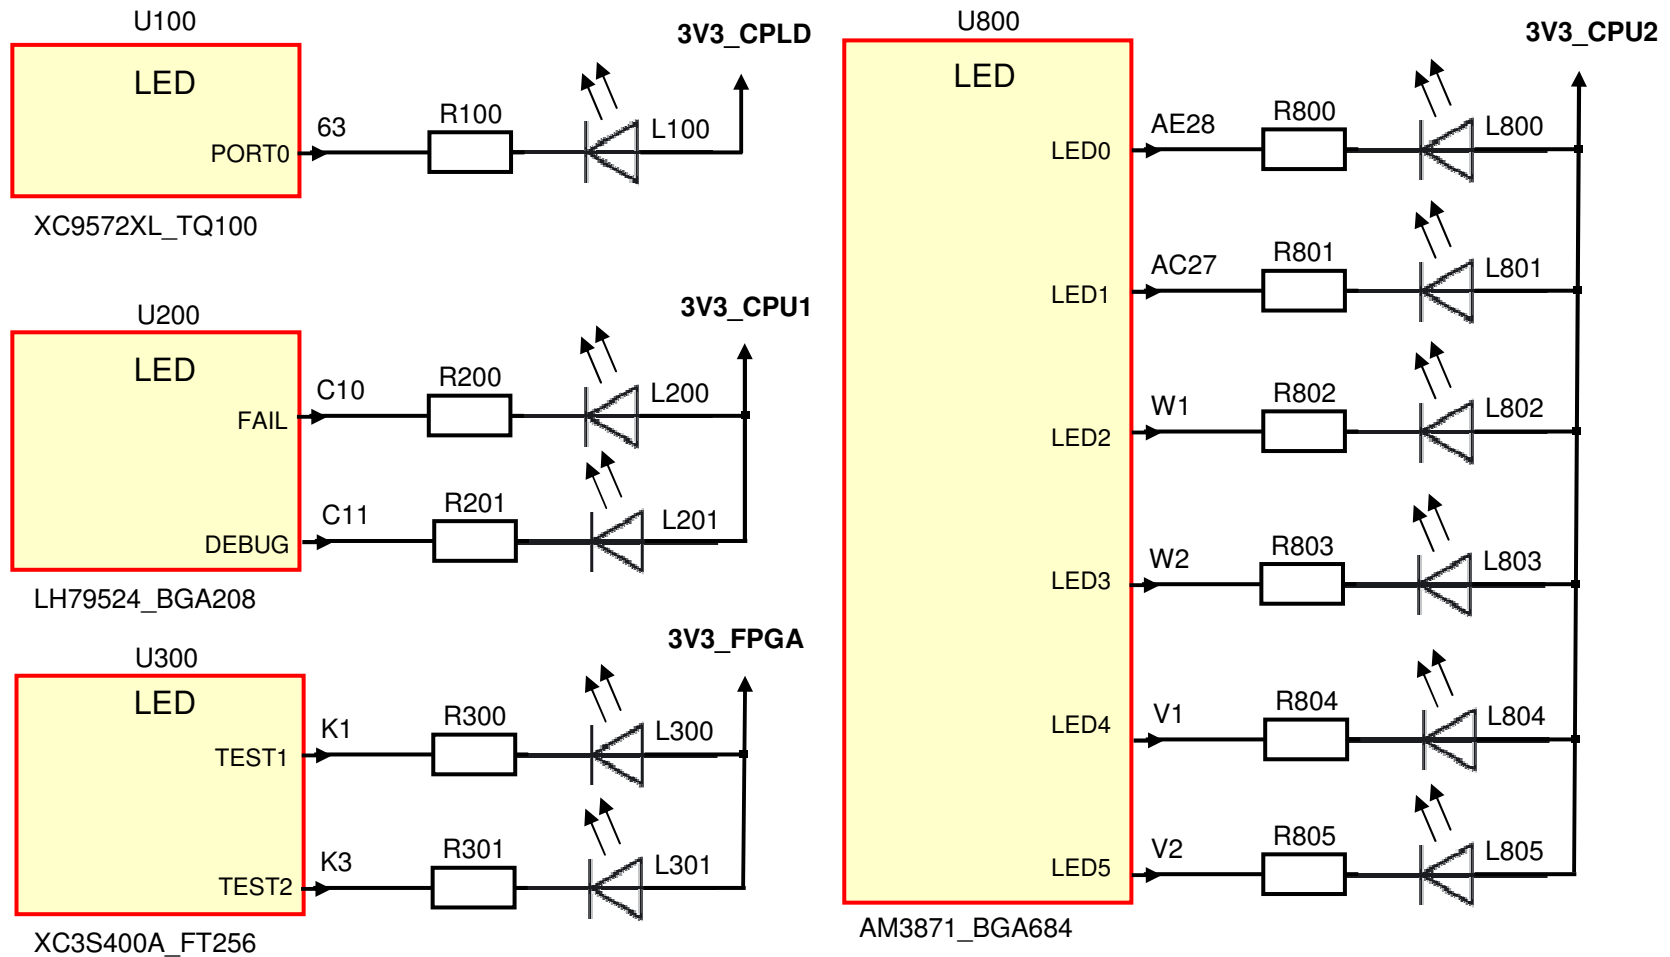 U100
3V3_CPLD
LED
63
R100
L100
PORT0
XC9572XL_TQ100
U200
3V3_CPU1
LED
C10
R200
L200
FAIL
C11
R201
L201
DEBUG
LH79524_BGA208
U300
3V3_FPGA
LED
K1
R300
L300
TEST1
K3
R301
L301
TEST2
XC3S400A_FT256
U800
3V3_CPU2
LED
AE28
R800
L800
LED0
AC27
R801
L801
LED1
W1
R802
L802
LED2
W2
R803
L803
LED3
V1
R804
L804
LED4
V2
R805
L805
LED5
AM3871_BGA684